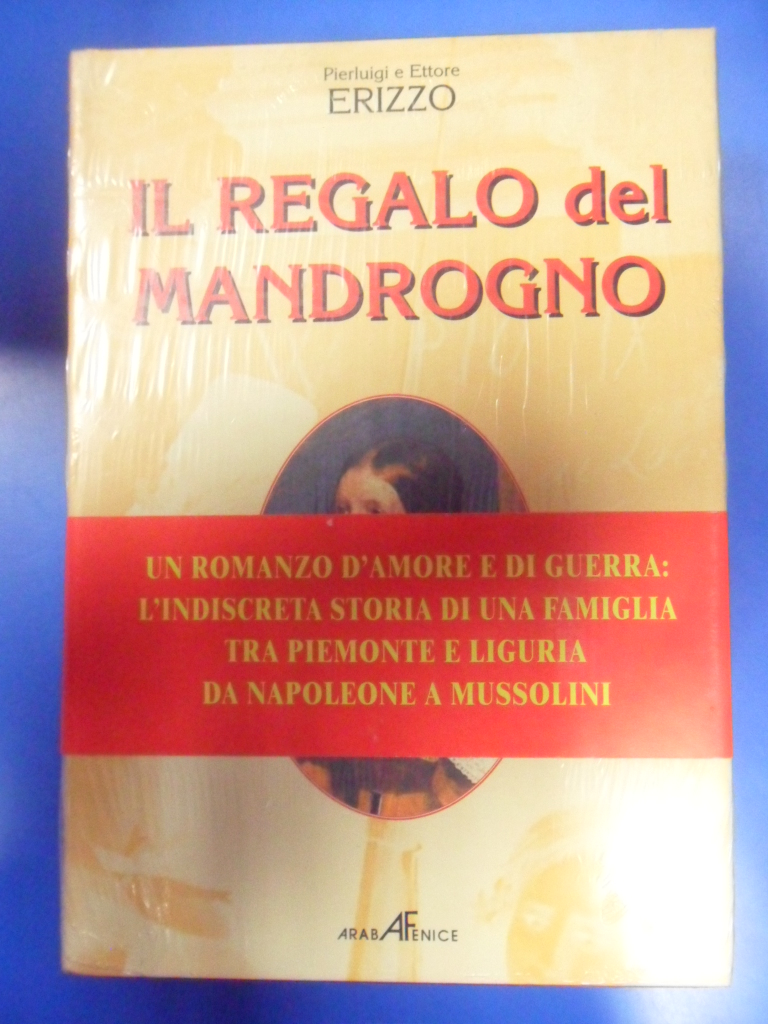 Pierluigi e Ettore
ERIZZO
IL REGALO del
MANDROGNO
UN ROMANZO D'AMORE E DI GUERRA:
L'INDISCRETA STORIA DI UNA FAMIGLIA
TRA PIEMONTE E LIGURIA
DA NAPOLEONE A MUSSOLINI
ARABAFENICE